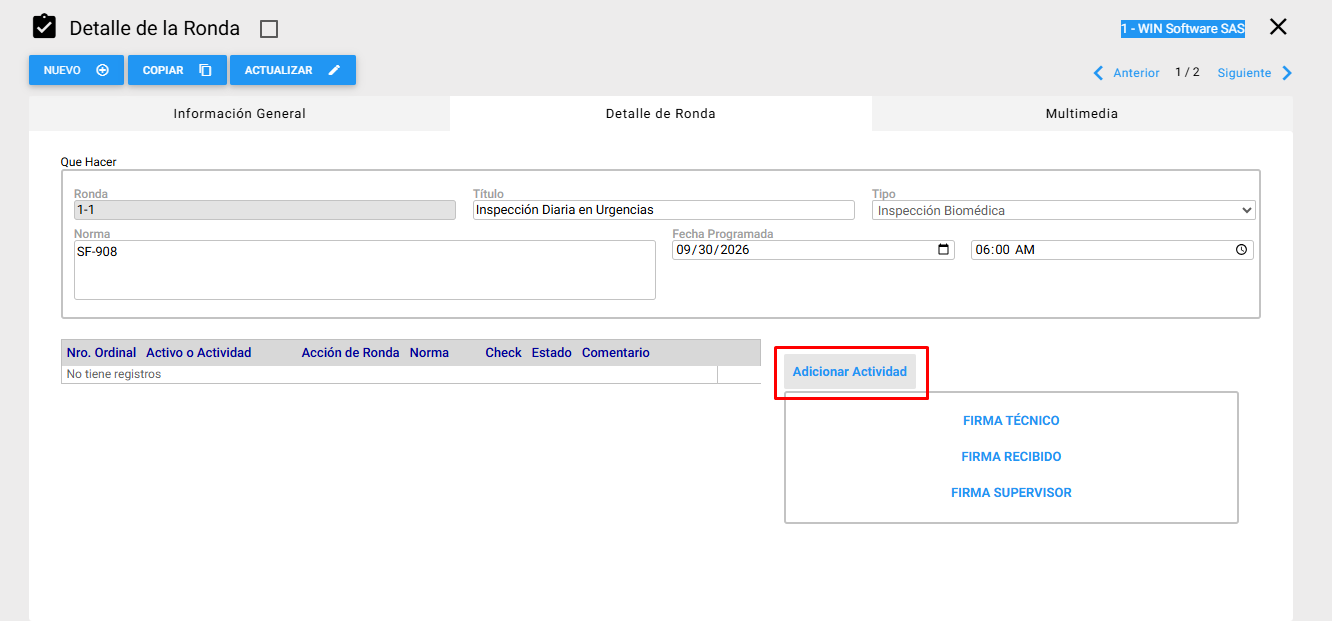 Detalle de la Ronda
1 - WIN Software SAS
NUEVO
COPIAR
ACTUALIZAR
Anterior 1 / 2 Siguiente
Información General
Detalle de Ronda
Multimedia
Que Hacer
Ronda
1-1
Título
Inspección Diaria en Urgencias
Tipo
Inspección Biomédica
Norma
SF-908
Fecha Programada
09/30/2026
06:00 AM
Nro. Ordinal Activo o Actividad Acción de Ronda Norma Check Estado Comentario
No tiene registros
Adicionar Actividad
FIRMA TÉCNICO
FIRMA RECIBIDO
FIRMA SUPERVISOR